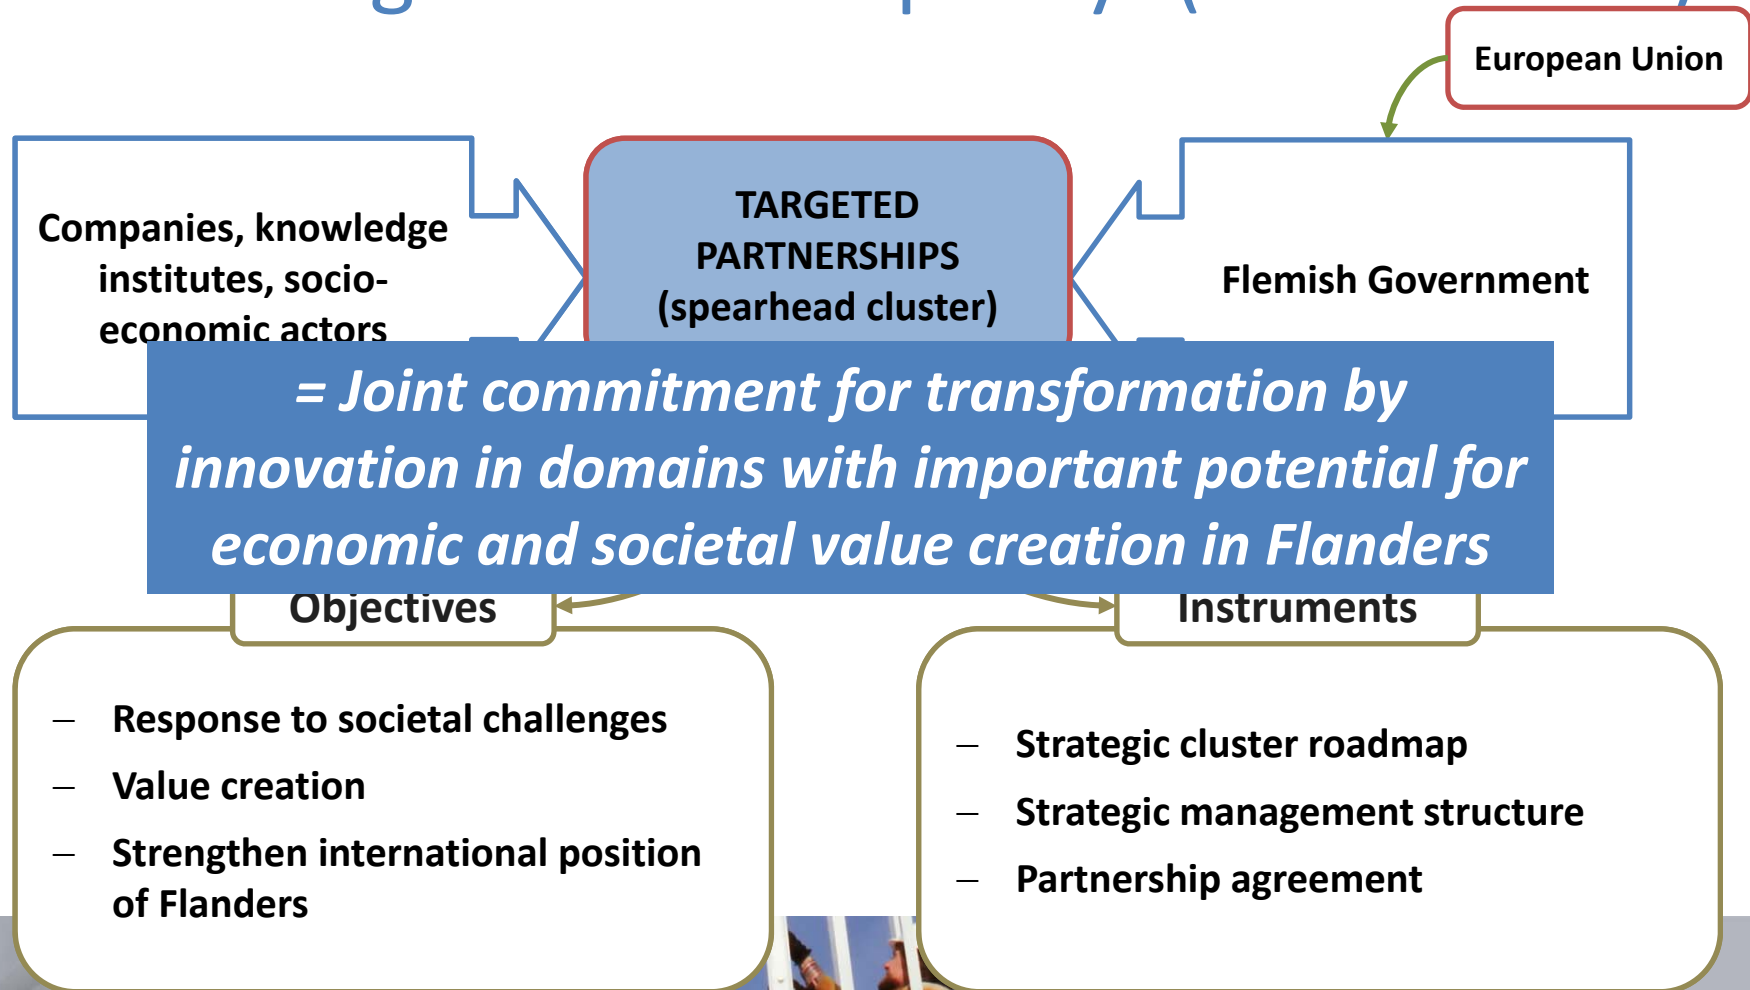 European Union
Companies, knowledge
institutes, socio-
economic actors
TARGETED
PARTNERSHIPS
(spearhead cluster)
Flemish Government
= Joint commitment for transformation by
innovation in domains with important potential for
economic and societal value creation in Flanders
Objectives
– Response to societal challenges
– Value creation
– Strengthen international position
of Flanders
Instruments
– Strategic cluster roadmap
– Strategic management structure
– Partnership agreement